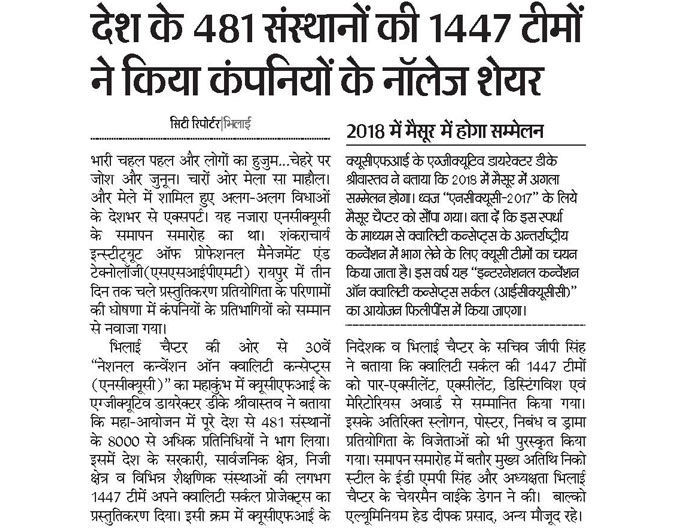 देश के 481 संस्थानों की 1447 टीमों
ने किया कंपनियों के नॉलेज शेयर
सिटी रिपोर्टर|भिलाई
भारी चहल पहल और लोगों का हुजुम...चेहरे पर
जोश और जुनून। चारों ओर मेला सा माहौल।
और मेले में शामिल हुए अलग-अलग विधाओं
के देशभर से एक्सपर्ट। यह नजारा एनसीक्यूसी
के समापन समारोह का था। शंकराचार्य
इन्स्टीट्यूट ऑफ प्रोफेशनल मैनेजमेंट एंड
टेक्नोलॉजी(एसएसआईपीएमटी) रायपुर में तीन
दिन तक चले प्रस्तुतिकरण प्रतियोगिता के परिणामों
की घोषणा में कंपनियों के प्रतिभागियों को सम्मान
से नवाजा गया।
भिलाई चैप्टर की ओर से 30वें
"नेशनल कन्वेंशन ऑन क्वालिटी कन्सेप्ट्स
(एनसीक्यूसी)" का महाकुंभ में क्यूसीएफआई के
एग्जीक्यूटिव डायरेक्टर डीके श्रीवास्तव ने बताया
कि महा-आयोजन में पूरे देश से 481 संस्थानों
के 8000 से अधिक प्रतिनिधियों ने भाग लिया।
इसमें देश के सरकारी, सार्वजनिक क्षेत्र, निजी
क्षेत्र व विभिन्न शैक्षणिक संस्थाओं की लगभग
1447 टीमें अपने क्वालिटी सर्कल प्रोजेक्ट्स का
प्रस्तुतिकरण दिया। इसी क्रम में क्यूसीएफआई के
2018 में मैसूर में होगा सम्मेलन
क्यूसीएफआई के एग्जीक्यूटिव डायरेक्टर डीके
श्रीवास्तव ने बताया कि 2018 में मैसूर में अगला
सम्मेलन होगा। ध्वज "एनसीक्यूसी-2017" के लिये
मैसूर चैप्टर को सौंपा गया। बता दें कि इस स्पर्धा
के माध्यम से क्वालिटी कन्सेप्ट्स के अन्तर्राष्ट्रीय
कन्वेंशन में भाग लेने के लिए क्यूसी टीमों का चयन
किया जाता है। इस वर्ष यह "इन्टरनेशनल कन्वेंशन
ऑन क्वालिटी कन्सेप्ट्स सर्कल (आईसीक्यूसीसी)"
का आयोजन फिलीपींस में किया जाएगा।
निदेशक व भिलाई चैप्टर के सचिव जीपी सिंह
ने बताया कि क्वालिटी सर्कल की 1447 टीमों
को पार-एक्सीलेंट, एक्सीलेंट, डिस्टिंगविश एवं
मेरिटोरियस अवार्ड से सम्मानित किया गया।
इसके अतिरिक्त स्लोगन, पोस्टर, निबंध व ड्रामा
प्रतियोगिता के विजेताओं को भी पुरस्कृत किया
गया। समापन समारोह में बतौर मुख्य अतिथि निको
स्टील के ईडी एमपी सिंह और अध्यक्षता भिलाई
चैप्टर के चेयरमैन वाईके डेगन ने की। बाल्को
एल्यूमिनियम हेड दीपक प्रसाद, अन्य मौजूद रहे।